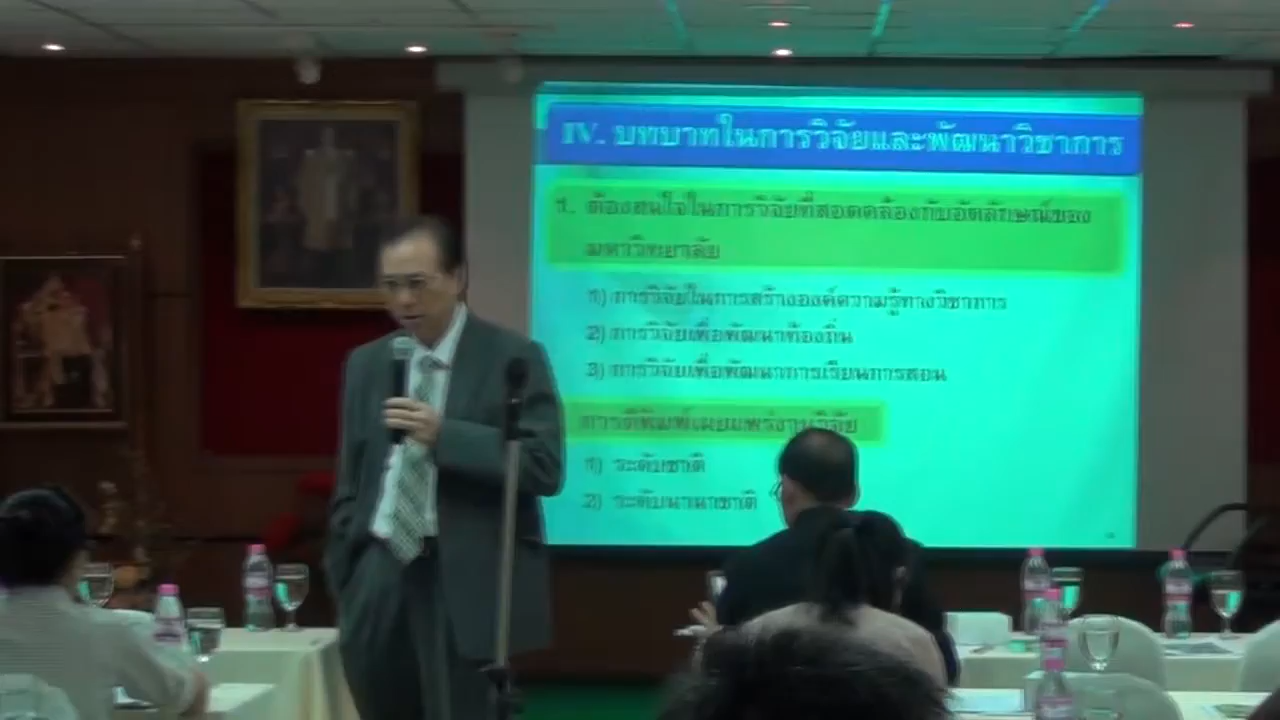 IV. บทบาทในการวิจัยและพัฒนาวิชาการ
1. ต้องสนใจในการวิจัยที่สอดคล้องกับอัตลักษณ์ของ
มหาวิทยาลัย
1) การวิจัยในการสร้างองค์ความรู้ทางวิชาการ
2) การวิจัยเพื่อพัฒนาท้องถิ่น
3) การวิจัยเพื่อพัฒนาการเรียนการสอน
การตีพิมพ์เผยแพร่งานวิจัย
1) ระดับชาติ
2) ระดับนานาชาติ